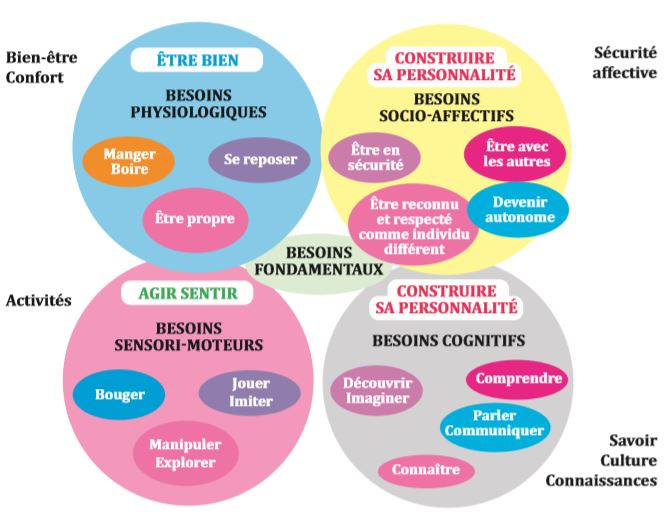 Bien-être
Confort
ÊTRE BIEN
BESOINS
PHYSIOLOGIQUES
Manger
Boire
Se reposer
Être propre
CONSTRUIRE
SA PERSONNALITÉ
BESOINS
SOCIO-AFFECTIFS
Être en
sécurité
Être avec
les autres
Être reconnu
et respecté
comme individu
différent
Devenir
autonome
Sécurité
affective
BESOINS
FONDAMENTAUX
Activités
AGIR SENTIR
BESOINS
SENSORI-MOTEURS
Bouger
Jouer
Imiter
Manipuler
Explorer
CONSTRUIRE
SA PERSONNALITÉ
BESOINS COGNITIFS
Découvrir
Imaginer
Comprendre
Parler
Communiquer
Connaître
Savoir
Culture
Connaissances